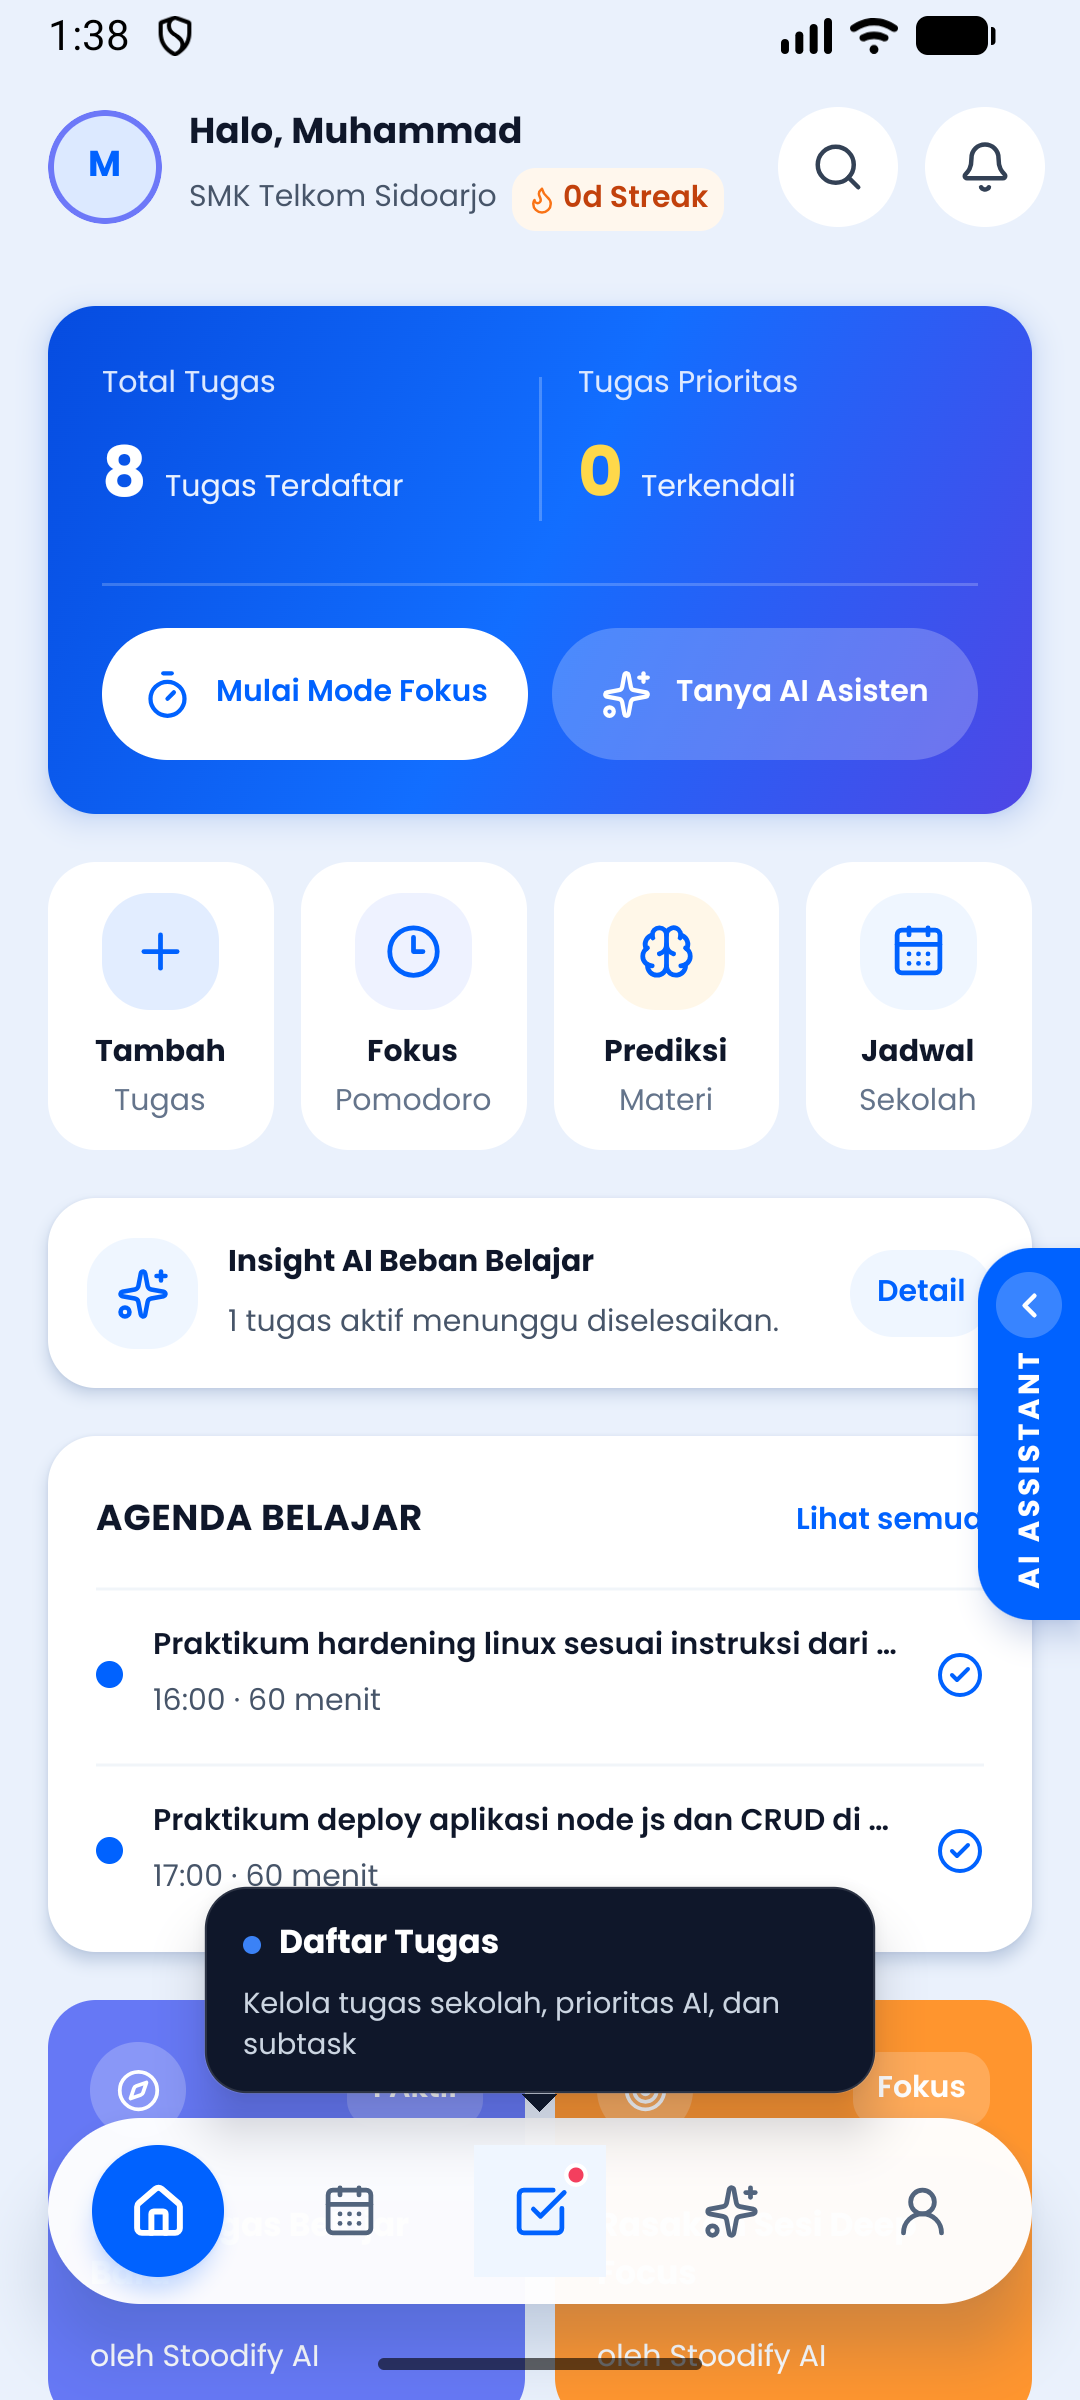 1:38
M
Halo, Muhammad
SMK Telkom Sidoarjo
0d Streak
Total Tugas
8 Tugas Terdaftar
Tugas Prioritas
0 Terkendali
Mulai Mode Fokus
Tanya AI Asisten
Tambah
Tugas
Fokus
Pomodoro
Prediksi
Materi
Jadwal
Sekolah
Insight AI Beban Belajar
1 tugas aktif menunggu diselesaikan.
Detail
AI ASSISTANT
AGENDA BELAJAR
Lihat semua
Praktikum hardening linux sesuai instruksi dari ...
16:00 · 60 menit
Praktikum deploy aplikasi node js dan CRUD di ...
17:00 · 60 menit
Daftar Tugas
Kelola tugas sekolah, prioritas AI, dan
subtask
Fokus
oleh Stoodify AI
oleh Stoodify AI